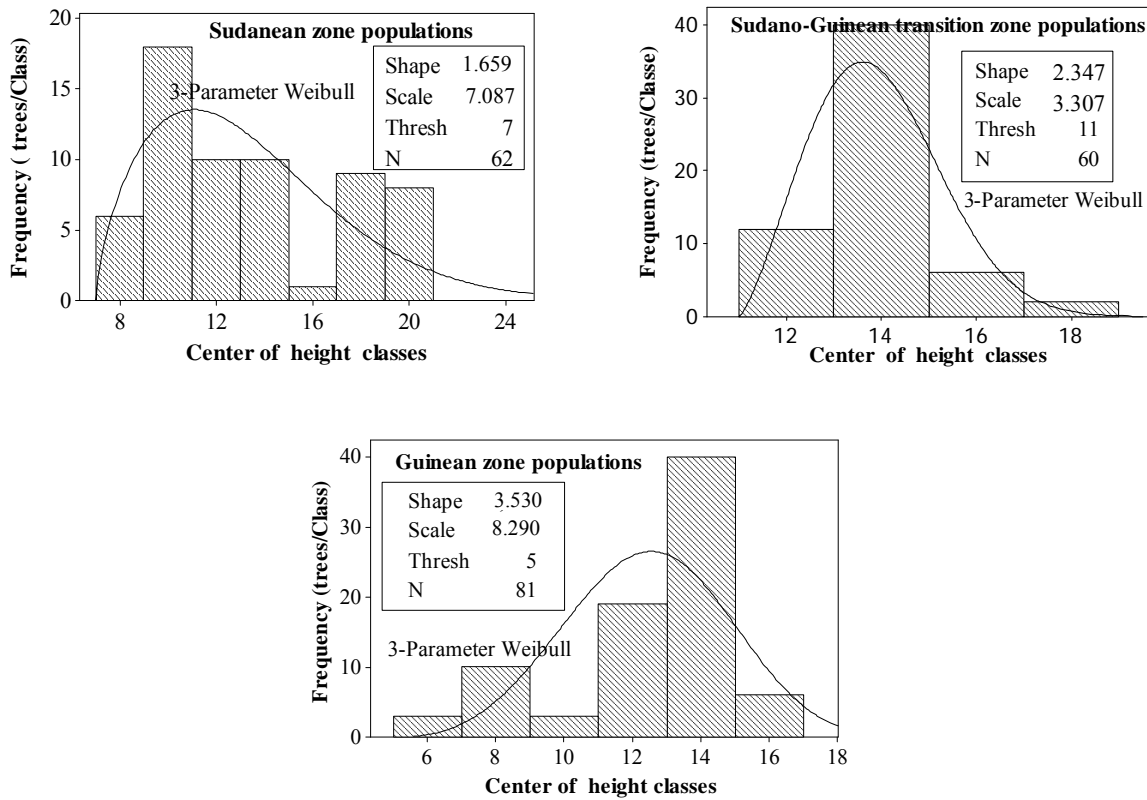 Sudanean zone populations
Shape 1.659
Scale 7.087
Thresh 7
N 62
3-Parameter Weibull
Frequency ( trees/Class)
20
15
10
5
0
8 12 16 20 24
Center of height classes
Sudano-Guinean transition zone populations
Shape 2.347
Scale 3.307
Thresh 11
N 60
3-Parameter Weibull
Frequency (trees/Classe)
40
30
20
10
0
12 14 16 18
Center of height classes
Guinean zone populations
Shape 3.530
Scale 8.290
Thresh 5
N 81
3-Parameter Weibull
Frequency (trees/Class)
40
30
20
10
0
6 8 10 12 14 16 18
Center of height classes